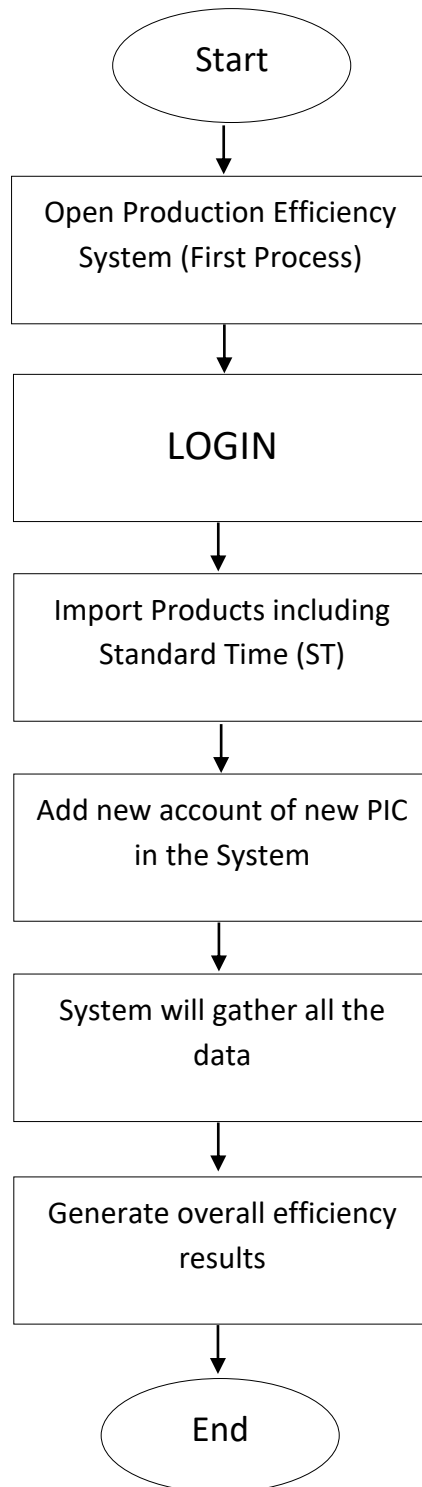 Start
Open Production Efficiency
System (First Process)
LOGIN
Import Products including
Standard Time (ST)
Add new account of new PIC
in the System
System will gather all the
data
Generate overall efficiency
results
End